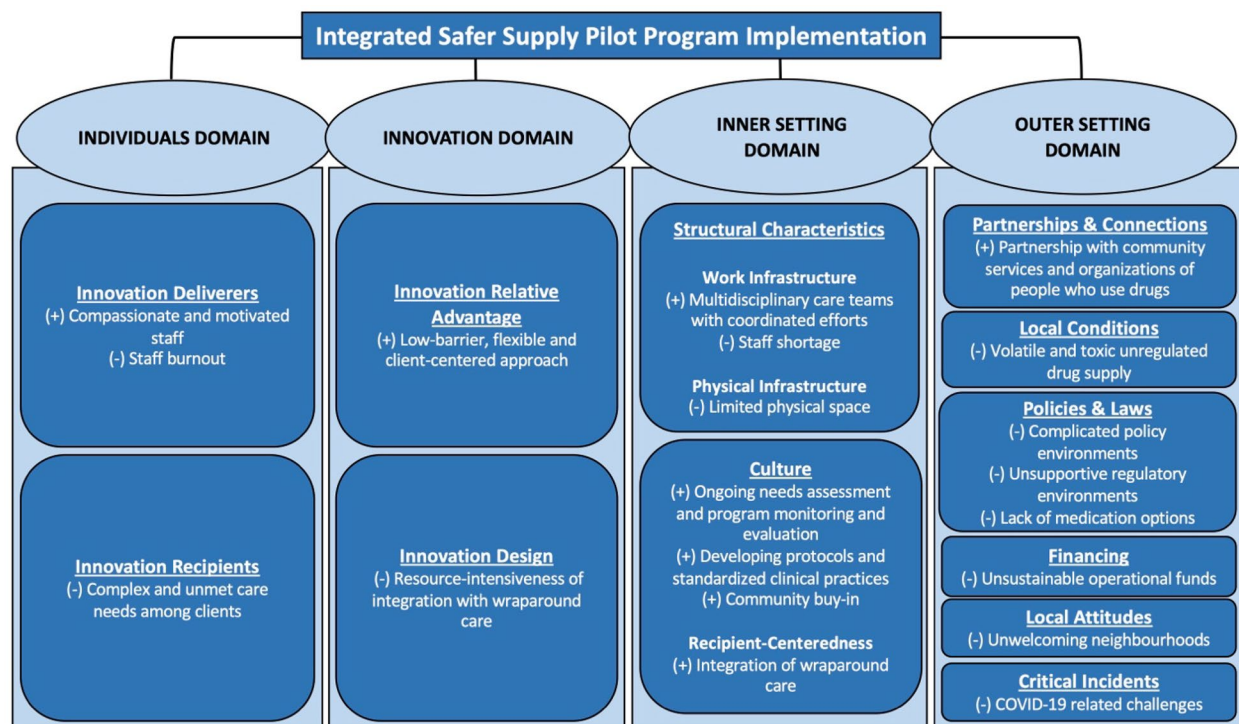 Integrated Safer Supply Pilot Program Implementation
INDIVIDUALS DOMAIN
Innovation Deliverers
(+) Compassionate and motivated
staff
(-) Staff burnout
Innovation Recipients
(-) Complex and unmet care
needs among clients
INNOVATION DOMAIN
Innovation Relative
Advantage
(+) Low-barrier, flexible and
client-centered approach
Innovation Design
(-) Resource-intensiveness of
integration with wraparound
care
INNER SETTING
DOMAIN
Structural Characteristics
Work Infrastructure
(+) Multidisciplinary care teams
with coordinated efforts
(-) Staff shortage
Physical Infrastructure
(-) Limited physical space
Culture
(+) Ongoing needs assessment
and program monitoring and
evaluation
(+) Developing protocols and
standardized clinical practices
(+) Community buy-in
Recipient-Centeredness
(+) Integration of wraparound
care
OUTER SETTING
DOMAIN
Partnerships & Connections
(+) Partnership with community
services and organizations of
people who use drugs
Local Conditions
(-) Volatile and toxic unregulated
drug supply
Policies & Laws
(-) Complicated policy
environments
(-) Unsupportive regulatory
environments
(-) Lack of medication options
Financing
(-) Unsustainable operational funds
Local Attitudes
(-) Unwelcoming neighbourhoods
Critical Incidents
(-) COVID-19 related challenges